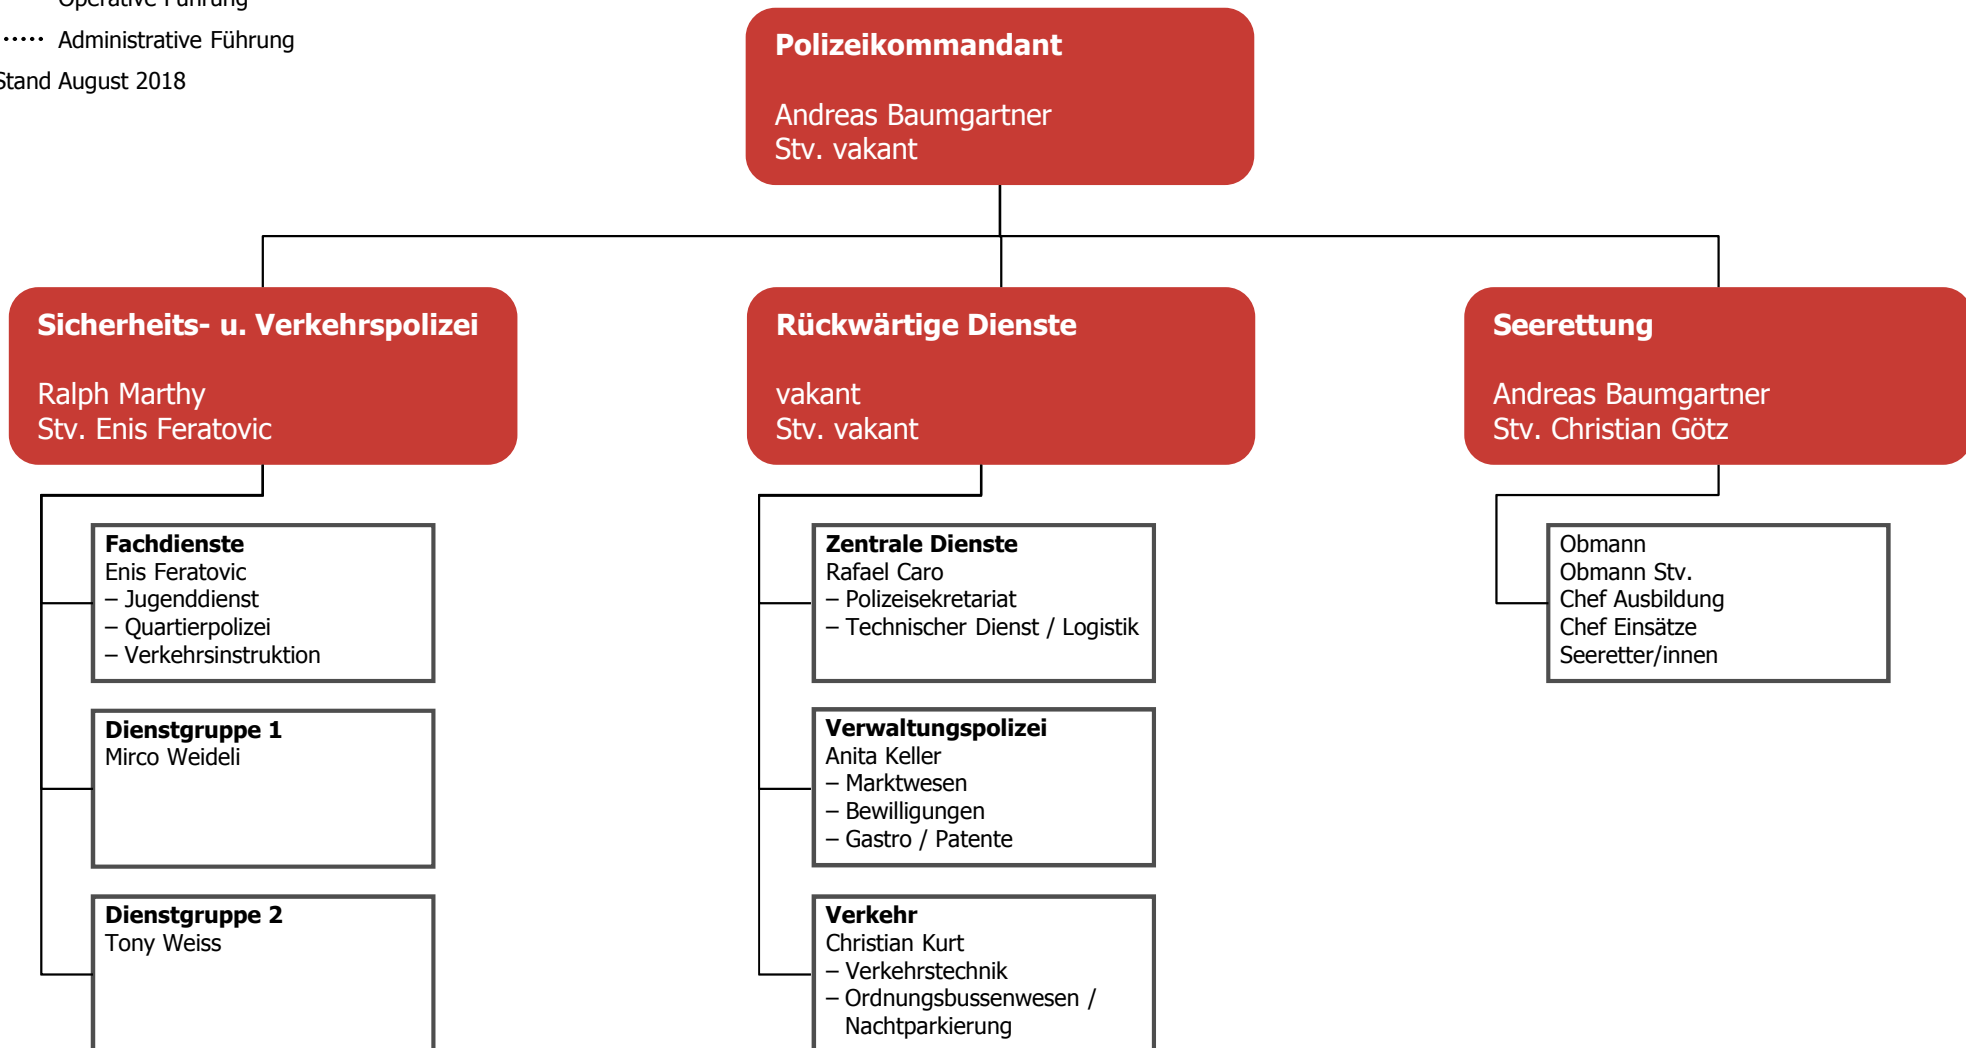 Operative Führung
Administrative Führung
Stand August 2018
Polizeikommandant
Andreas Baumgartner
Stv. vakant
Sicherheits- u. Verkehrspolizei
Ralph Marthy
Stv. Enis Feratovic
Rückwärtige Dienste
vakant
Stv. vakant
Seerettung
Andreas Baumgartner
Stv. Christian Götz
Fachdienste
Enis Feratovic
– Jugenddienst
– Quartierpolizei
– Verkehrsinstruktion
Dienstgruppe 1
Mirco Weideli
Dienstgruppe 2
Tony Weiss
Zentrale Dienste
Rafael Caro
– Polizeisekretariat
– Technischer Dienst / Logistik
Verwaltungspolizei
Anita Keller
– Marktwesen
– Bewilligungen
– Gastro / Patente
Verkehr
Christian Kurt
– Verkehrstechnik
– Ordnungsbussenwesen /
Nachtparkierung
Obmann
Obmann Stv.
Chef Ausbildung
Chef Einsätze
Seeretter/innen